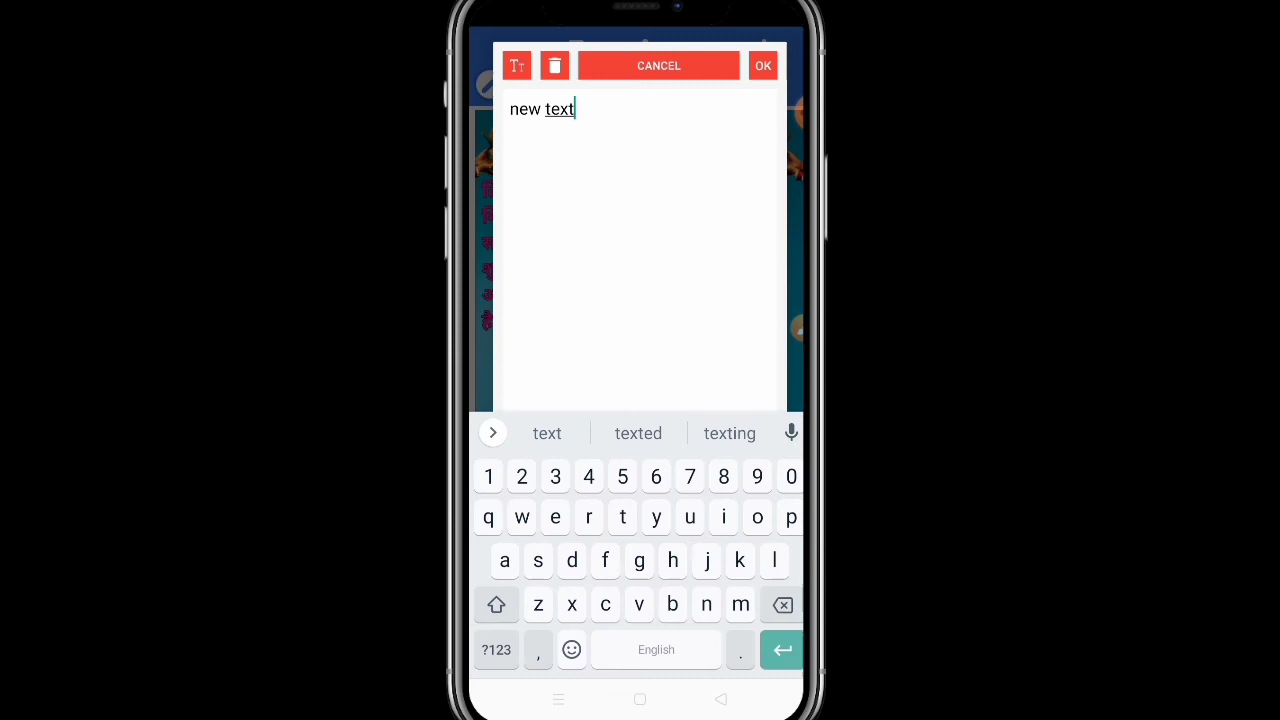 Tт CANCEL OK
new text
text texted texting
1 2 3 4 5 6 7 8 9 0
q w e r t y u i o p
a s d f g h j k l
z x c v b n m
?123 , English .